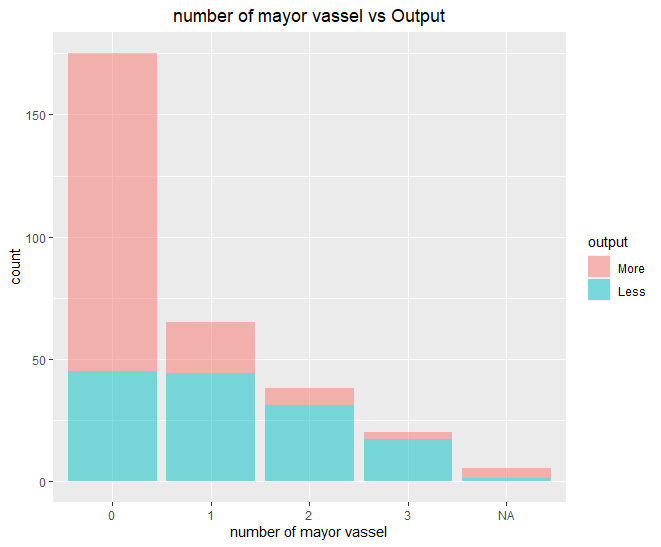 number of mayor vassel vs Output
count
150
100
50
0
0 1 2 3 NA
number of mayor vassel
output
More
Less